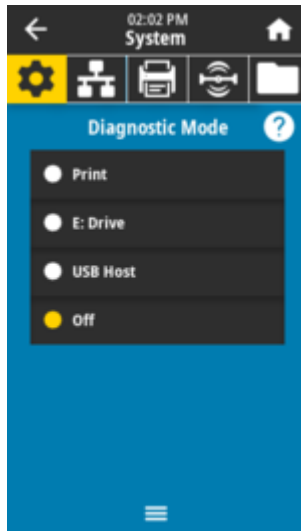 02:02 PM
System
Diagnostic Mode
?
Print
E: Drive
USB Host
Off